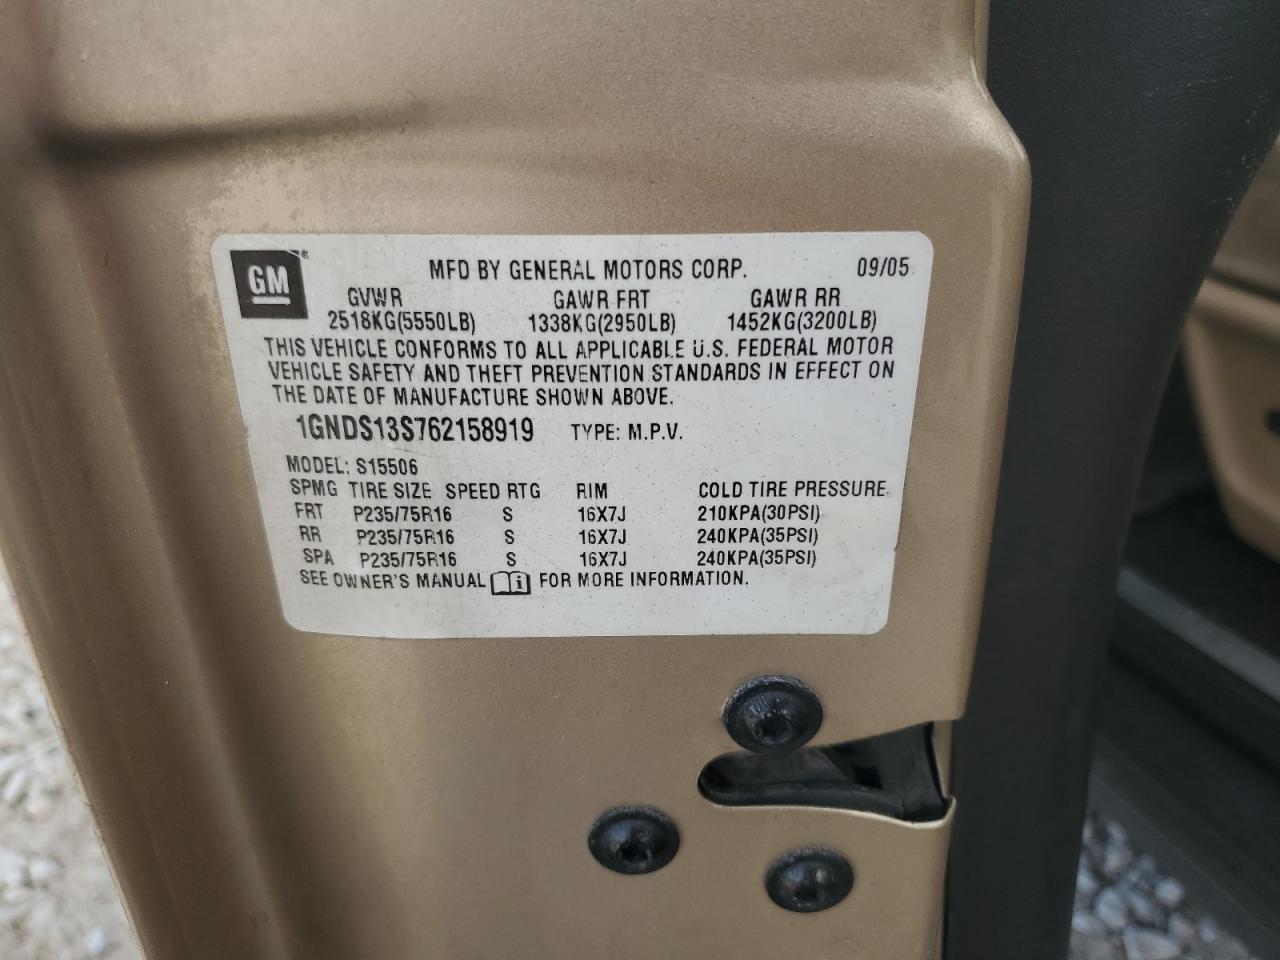 GM
MFD BY GENERAL MOTORS CORP. 09/05
GVWR GAWR FRT GAWR RR
2518KG(5550LB) 1338KG(2950LB) 1452KG(3200LB)
THIS VEHICLE CONFORMS TO ALL APPLICABLE U.S. FEDERAL MOTOR
VEHICLE SAFETY AND THEFT PREVENTION STANDARDS IN EFFECT ON
THE DATE OF MANUFACTURE SHOWN ABOVE.
1GNDS13S762158919 TYPE: M.P.V.
MODEL: S15506
SPMG TIRE SIZE SPEED RTG RIM COLD TIRE PRESSURE
FRT P235/75R16 S 16X7J 210KPA(30PSI)
RR P235/75R16 S 16X7J 240KPA(35PSI)
SPA P235/75R16 S 16X7J 240KPA(35PSI)
SEE OWNER'S MANUAL i FOR MORE INFORMATION.